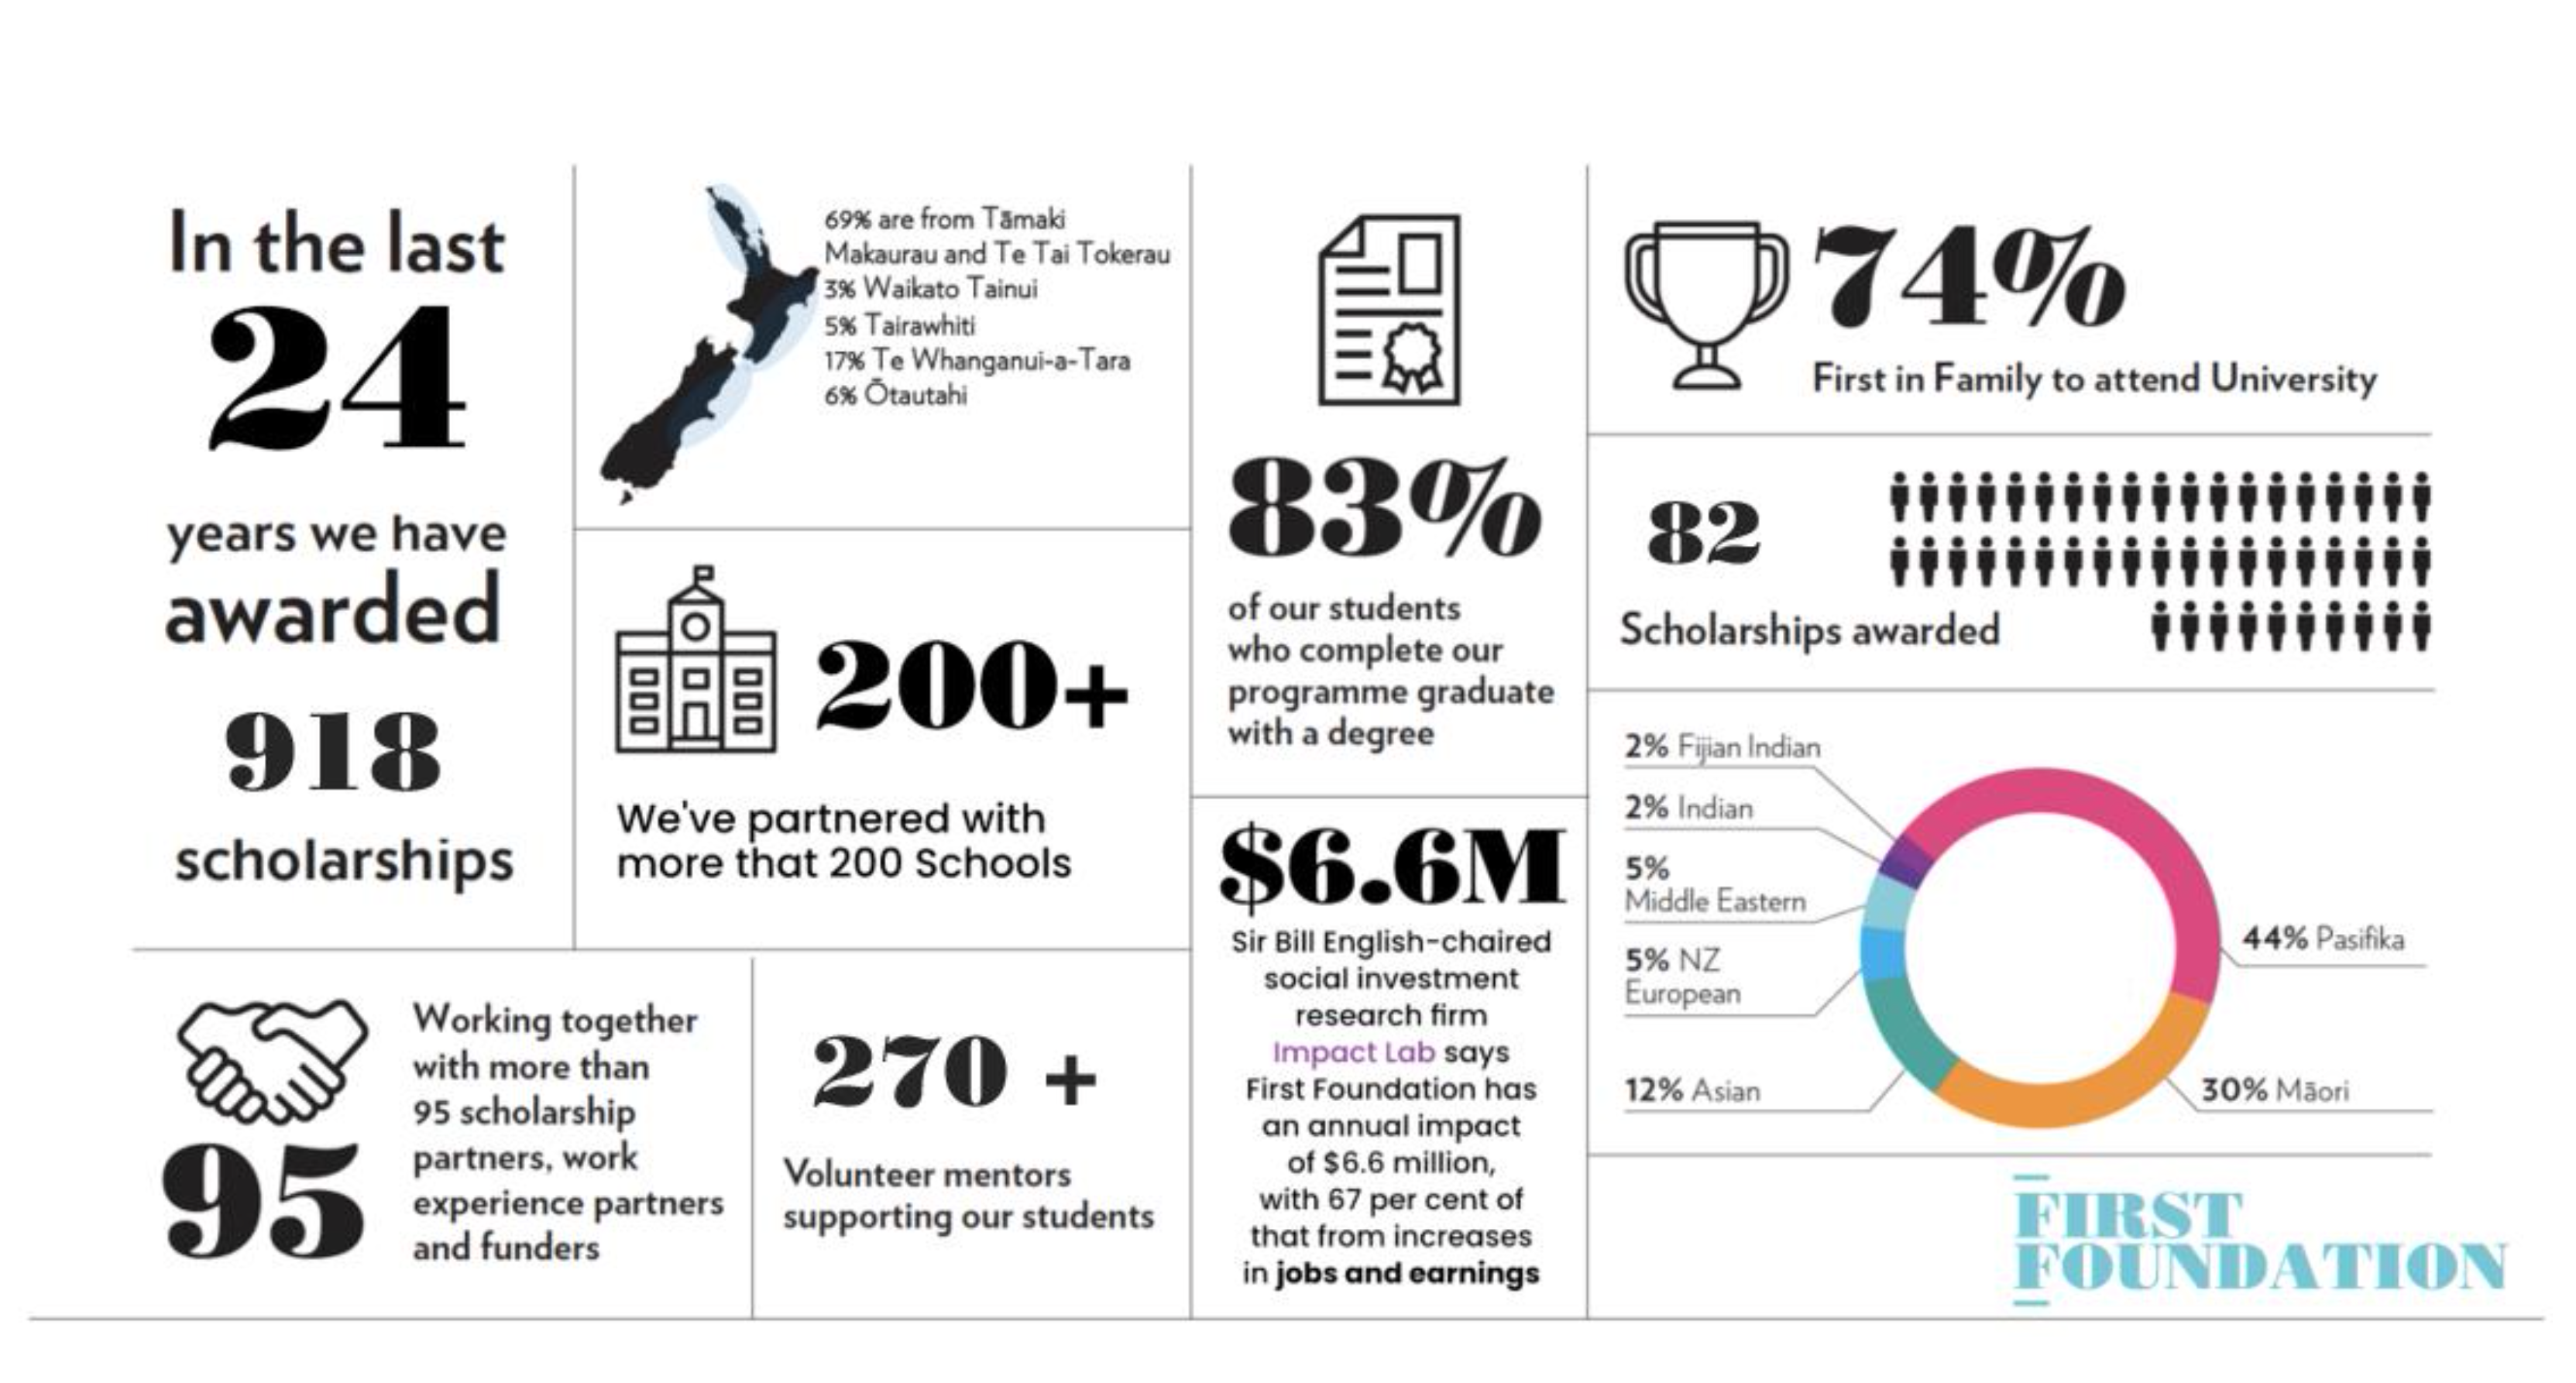 In the last
24
years we have
awarded
918
scholarships
69% are from Tāmaki
Makaurau and Te Tai Tokerau
3% Waikato Tainui
5% Tairawhiti
17% Te Whanganui-a-Tara
6% Ōtautahi
200+
We've partnered with
more that 200 Schools
95
Working together
with more than
95 scholarship
partners, work
experience partners
and funders
270 +
Volunteer mentors
supporting our students
83%
of our students
who complete our
programme graduate
with a degree
$6.6M
Sir Bill English-chaired
social investment
research firm
Impact Lab says
First Foundation has
an annual impact
of $6.6 million,
with 67 per cent of
that from increases
in jobs and earnings
74%
First in Family to attend University
82
Scholarships awarded
2% Fijian Indian
2% Indian
5%
Middle Eastern
5% NZ
European
12% Asian
44% Pasifika
30% Māori
FIRST
FOUNDATION